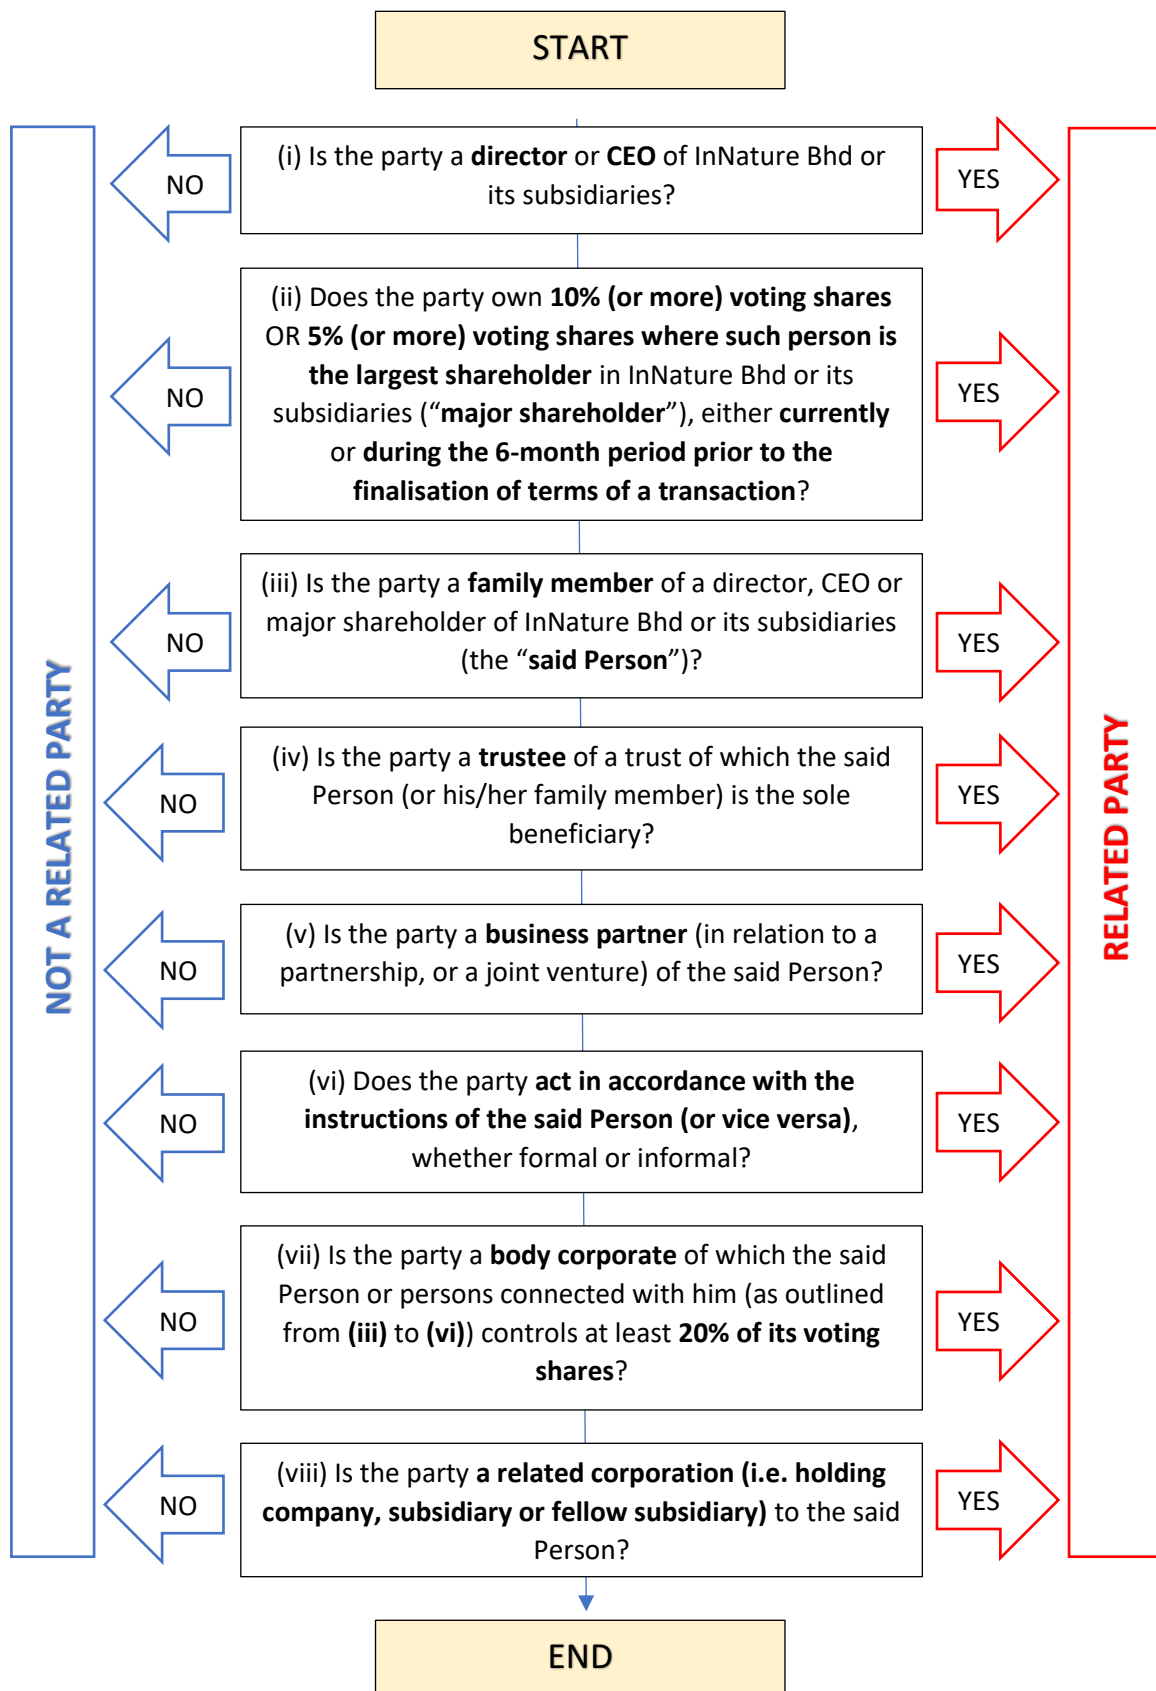 START
NOT A RELATED PARTY
RELATED PARTY
NO
(i) Is the party a director or CEO of InNature Bhd or
its subsidiaries?
YES
NO
(ii) Does the party own 10% (or more) voting shares
OR 5% (or more) voting shares where such person is
the largest shareholder in InNature Bhd or its
subsidiaries (“major shareholder”), either currently
or during the 6-month period prior to the
finalisation of terms of a transaction?
YES
NO
(iii) Is the party a family member of a director, CEO or
major shareholder of InNature Bhd or its subsidiaries
(the “said Person”)?
YES
NO
(iv) Is the party a trustee of a trust of which the said
Person (or his/her family member) is the sole
beneficiary?
YES
NO
(v) Is the party a business partner (in relation to a
partnership, or a joint venture) of the said Person?
YES
NO
(vi) Does the party act in accordance with the
instructions of the said Person (or vice versa),
whether formal or informal?
YES
NO
(vii) Is the party a body corporate of which the said
Person or persons connected with him (as outlined
from (iii) to (vi)) controls at least 20% of its voting
shares?
YES
NO
(viii) Is the party a related corporation (i.e. holding
company, subsidiary or fellow subsidiary) to the said
Person?
YES
END